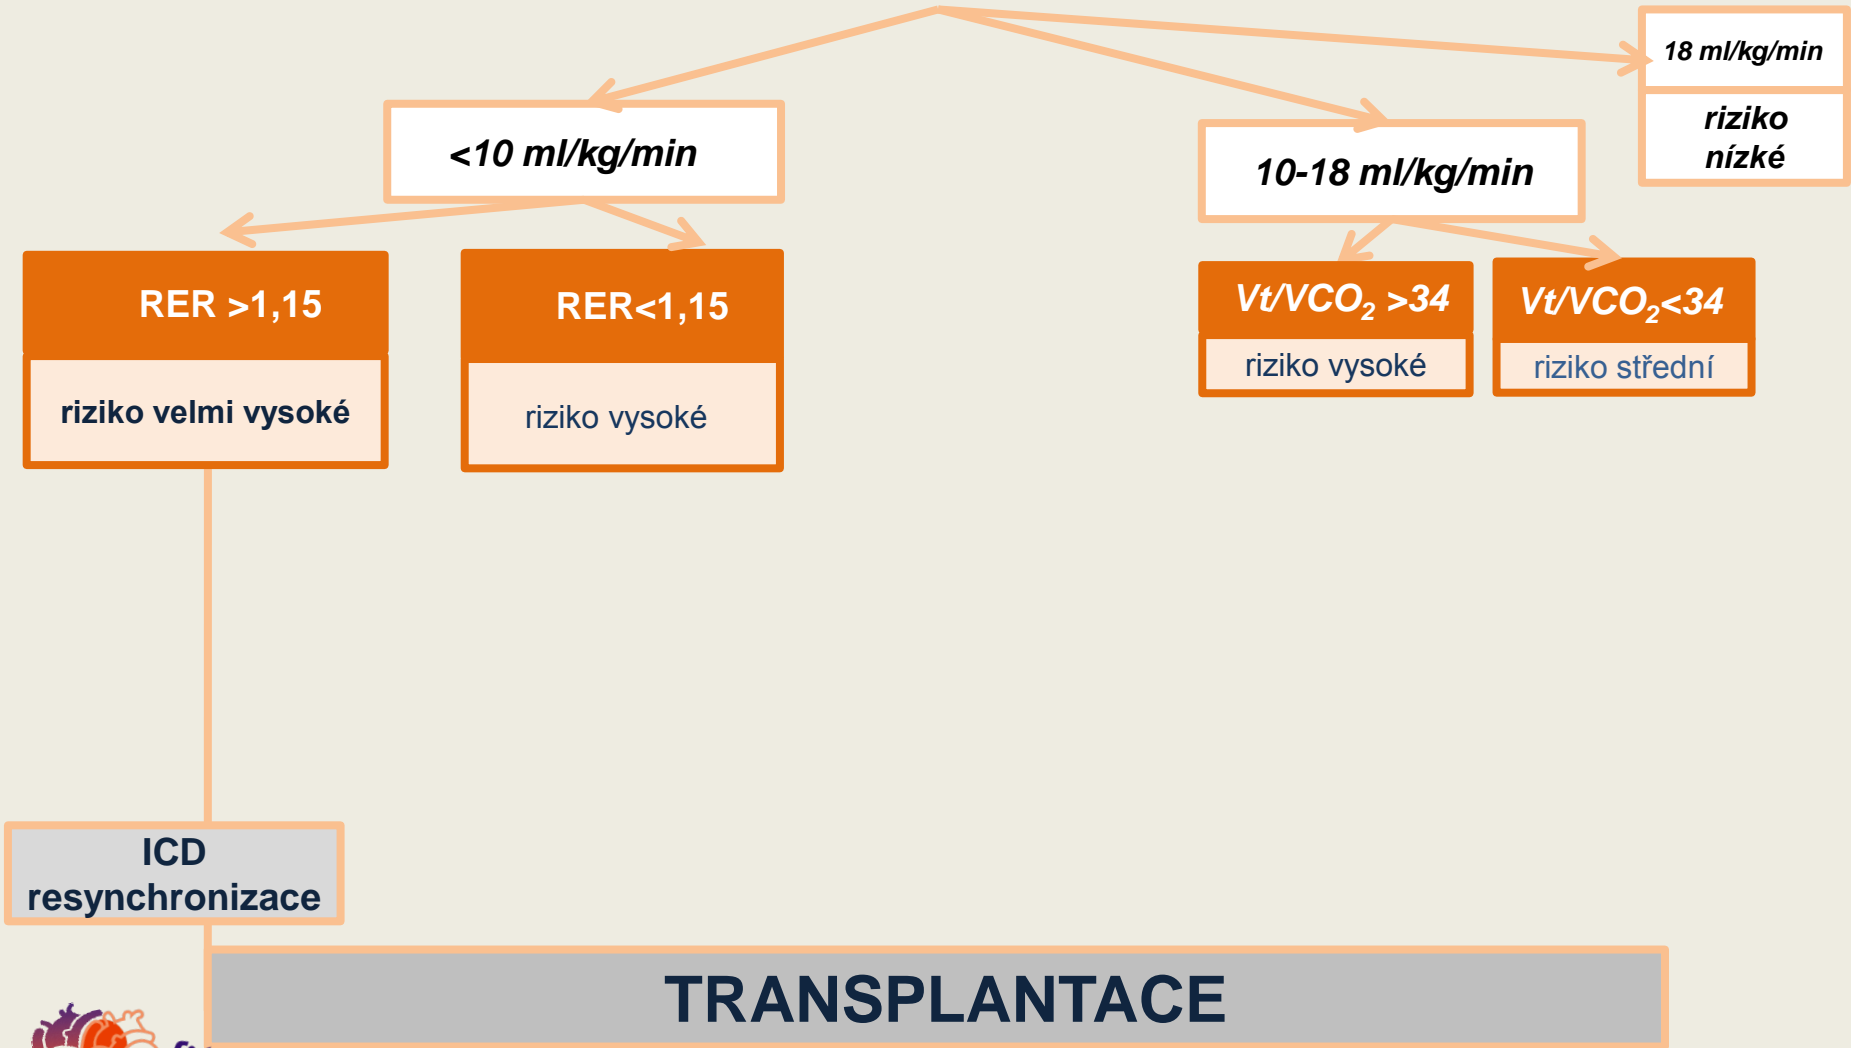 18 ml/kg/min
riziko
nízké
<10 ml/kg/min
10-18 ml/kg/min
RER >1,15
riziko velmi vysoké
RER<1,15
riziko vysoké
Vt/VCO₂ >34
riziko vysoké
Vt/VCO₂<34
riziko střední
ICD
resynchronizace
TRANSPLANTACE